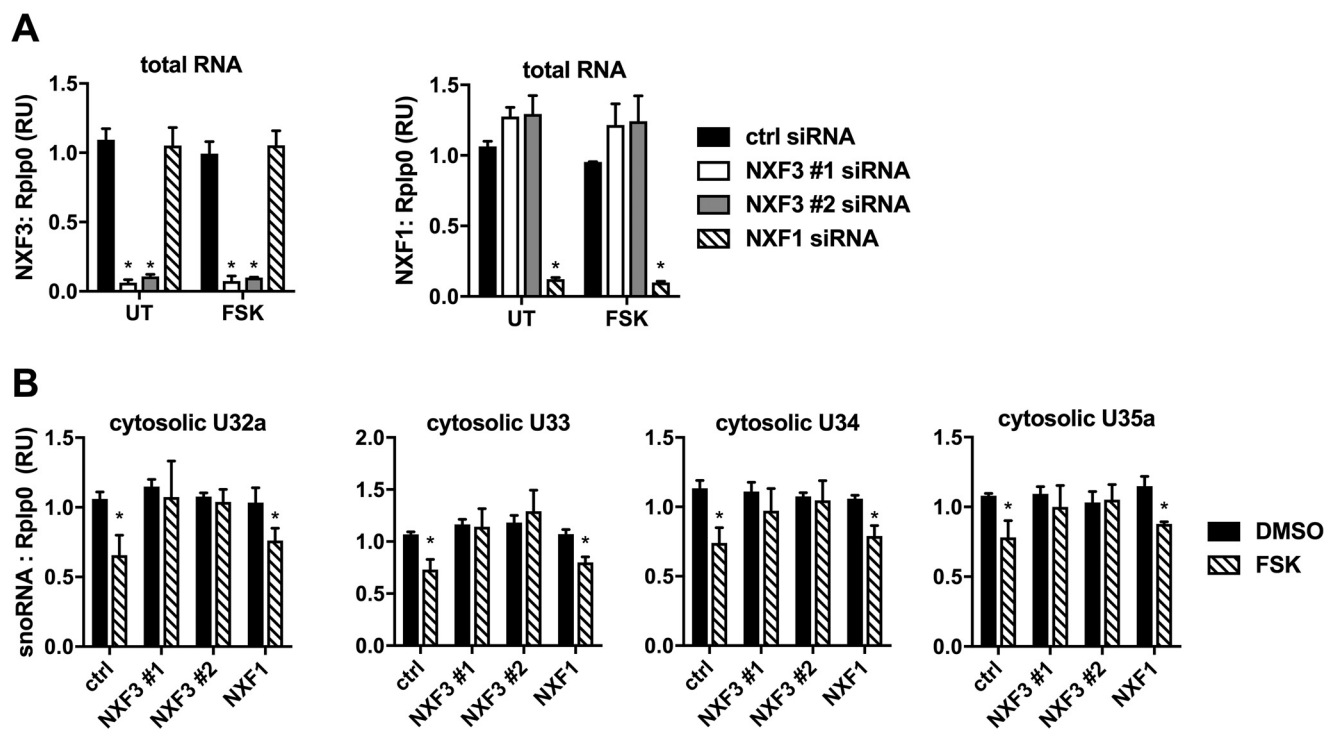 A
total RNA
NXF3: Rplp0 (RU)
1.5
1.0
0.5
0.0
* * * *
UT FSK
total RNA
NXF1: Rplp0 (RU)
1.5
1.0
0.5
0.0
* *
UT FSK
ctrl siRNA
NXF3 #1 siRNA
NXF3 #2 siRNA
NXF1 siRNA
B
cytosolic U32a
snoRNA : Rplp0 (RU)
1.5
1.0
0.5
0.0
* *
ctrl NXF3 #1 NXF3 #2 NXF1
cytosolic U33
2.0
1.5
1.0
0.5
0.0
* *
ctrl NXF3 #1 NXF3 #2 NXF1
cytosolic U34
1.5
1.0
0.5
0.0
* *
ctrl NXF3 #1 NXF3 #2 NXF1
cytosolic U35a
1.5
1.0
0.5
0.0
* *
ctrl NXF3 #1 NXF3 #2 NXF1
DMSO
FSK